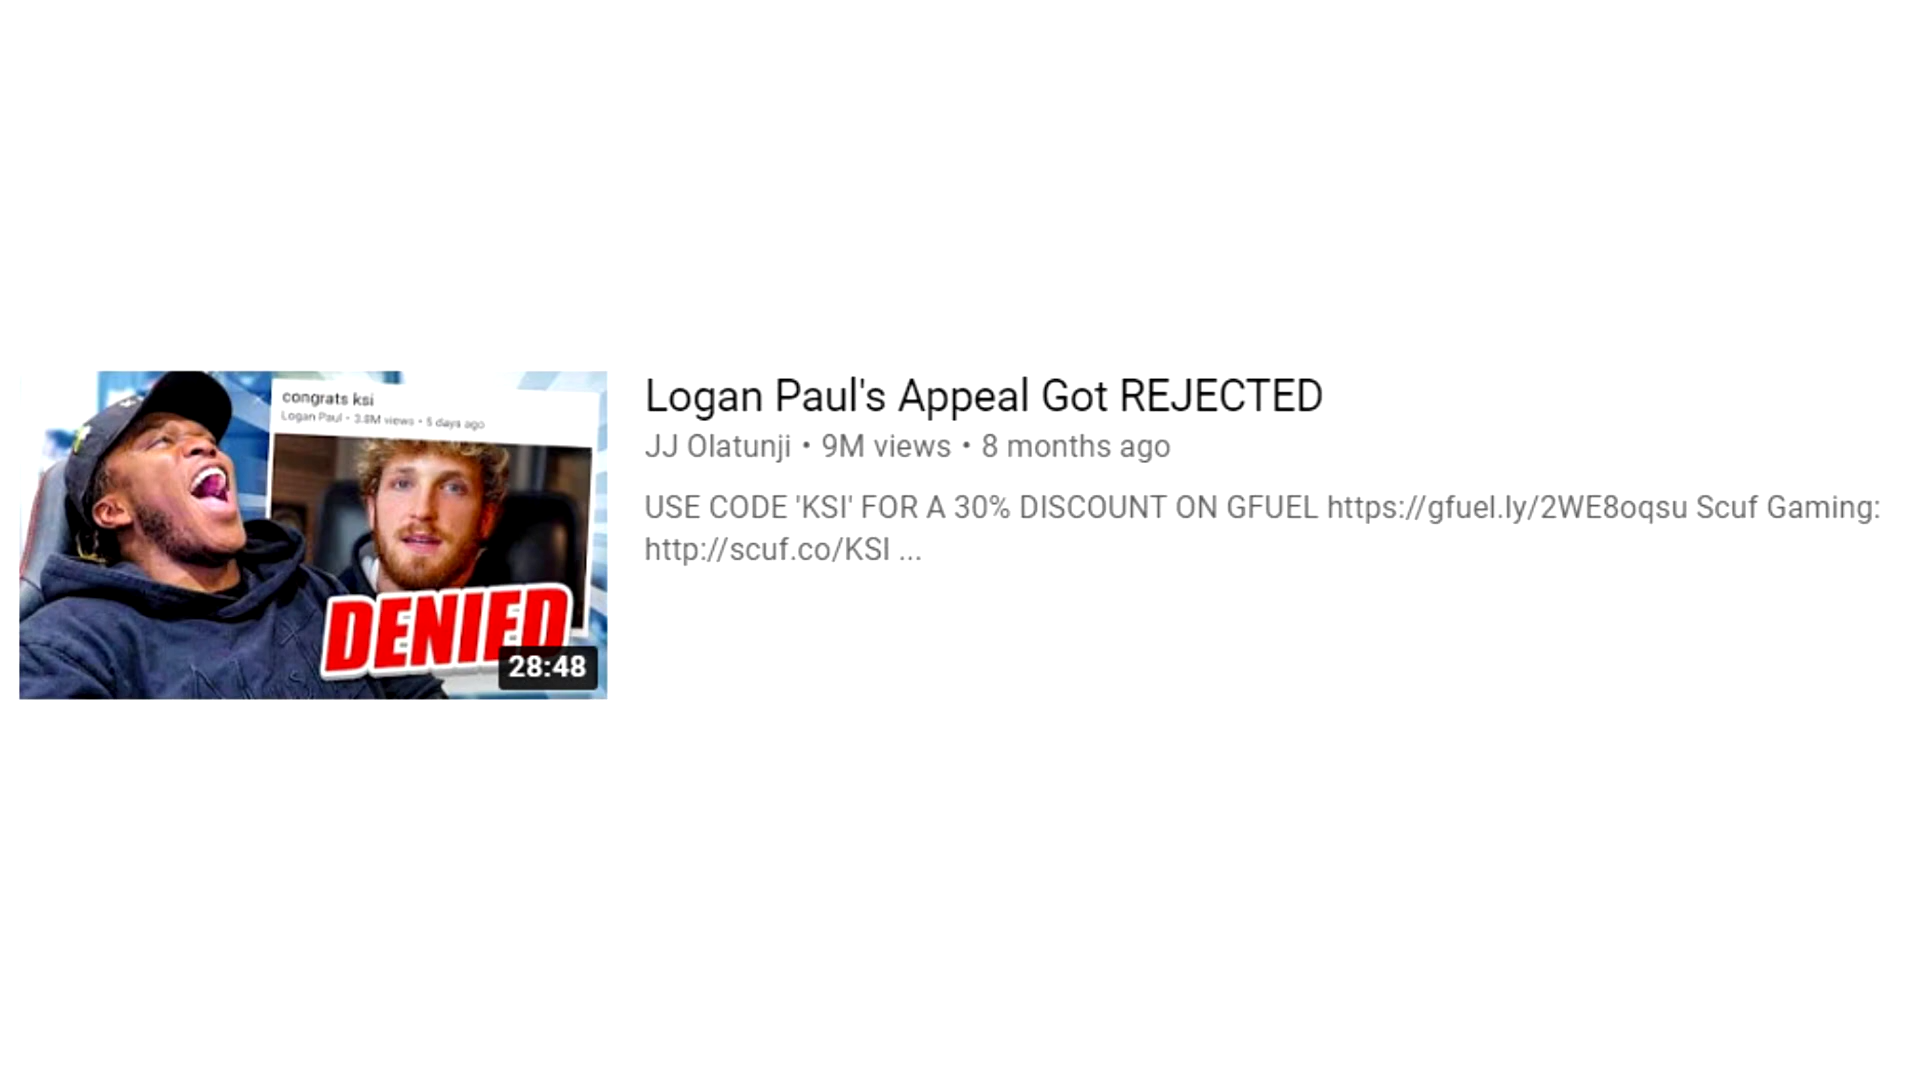 congrats ksi
Logan Paul • 3.8M views • 5 days ago
DENIED
28:48
Logan Paul's Appeal Got REJECTED
JJ Olatunji • 9M views • 8 months ago
USE CODE 'KSI' FOR A 30% DISCOUNT ON GFUEL https://gfuel.ly/2WE8oqsu Scuf Gaming:
http://scuf.co/KSI ...